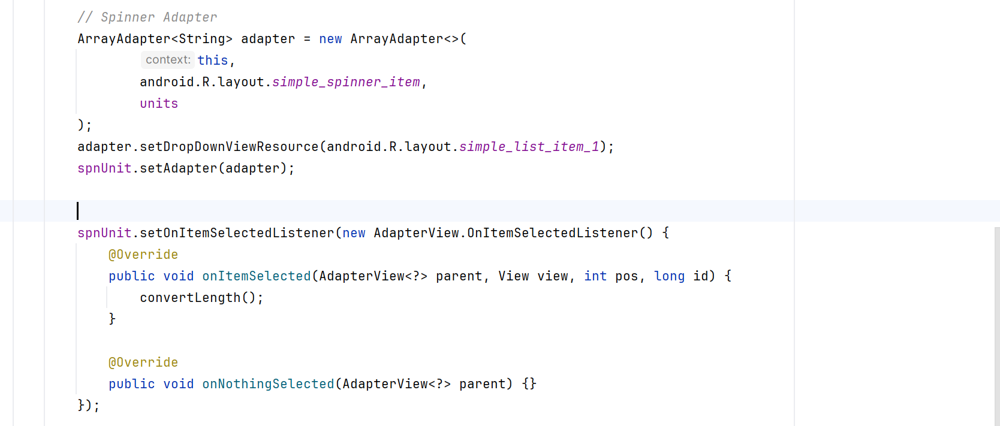 // Spinner Adapter
ArrayAdapter<String> adapter = new ArrayAdapter<>(
context: this,
android.R.layout.simple_spinner_item,
units
);
adapter.setDropDownViewResource(android.R.layout.simple_list_item_1);
spnUnit.setAdapter(adapter);
spnUnit.setOnItemSelectedListener(new AdapterView.OnItemSelectedListener() {
@Override
public void onItemSelected(AdapterView<?> parent, View view, int pos, long id) {
convertLength();
}
@Override
public void onNothingSelected(AdapterView<?> parent) {}
});